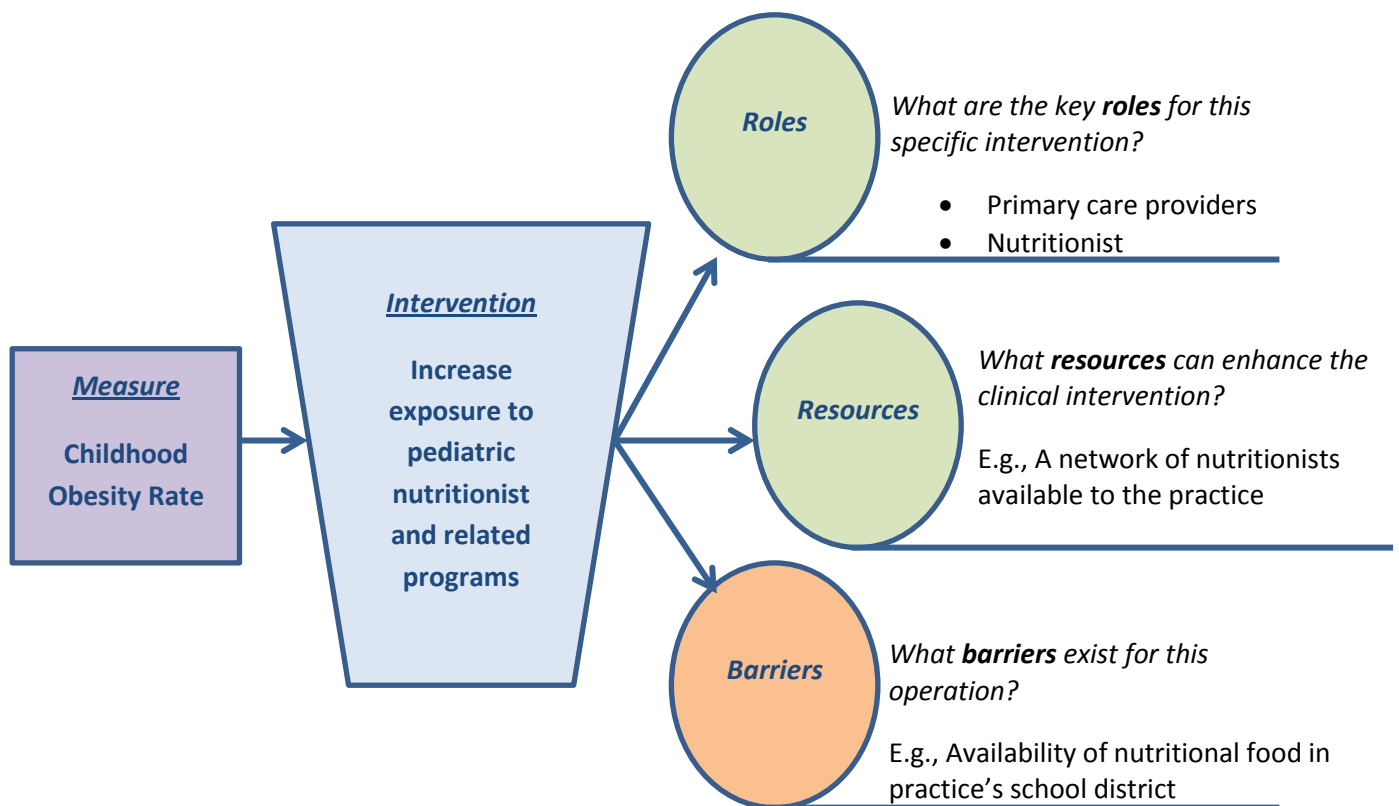 Measure
Childhood
Obesity Rate
Intervention
Increase
exposure to
pediatric
nutritionist
and related
programs
Roles
What are the key roles for this
specific intervention?
• Primary care providers
• Nutritionist
Resources
What resources can enhance the
clinical intervention?
E.g., A network of nutritionists
available to the practice
Barriers
What barriers exist for this
operation?
E.g., Availability of nutritional food in
practice’s school district